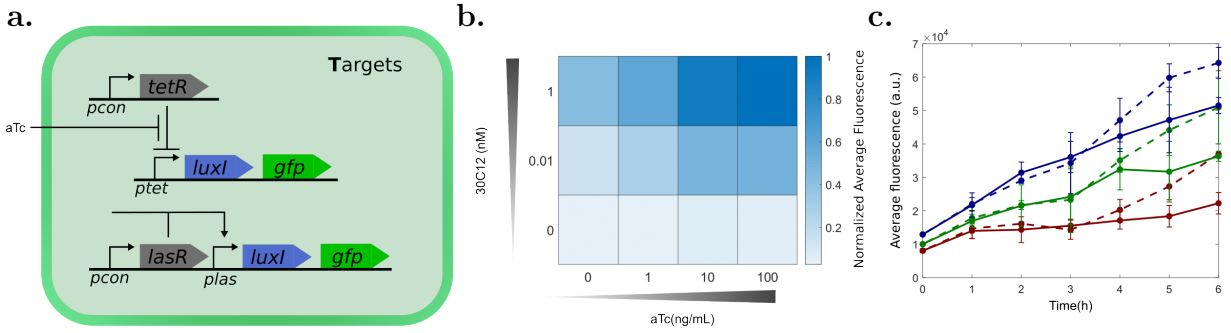 a.
Targets
tetR
pcon
aTc
luxI gfp
ptet
lasR luxI gfp
pcon plas
b.
3OC12 (nM)
1
0.01
0
0 1 10 100
aTc(ng/mL)
1
0.8
0.6
0.4
0.2
Normalized Average Fluorescence
c.
×10⁴
7
6
5
4
3
2
1
0
Average fluorescence (a.u.)
0 1 2 3 4 5 6
Time(h)